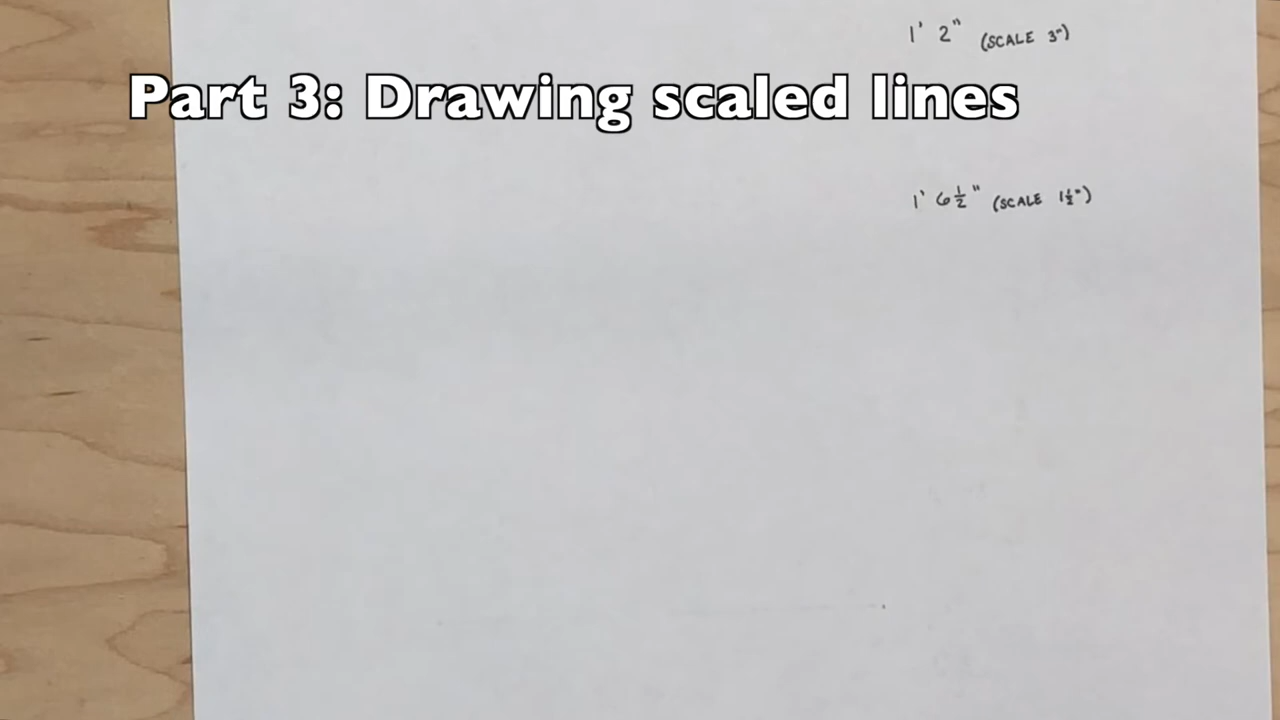 1' 2" (SCALE 3")
Part 3: Drawing scaled lines
1' 6½" (SCALE 1½")